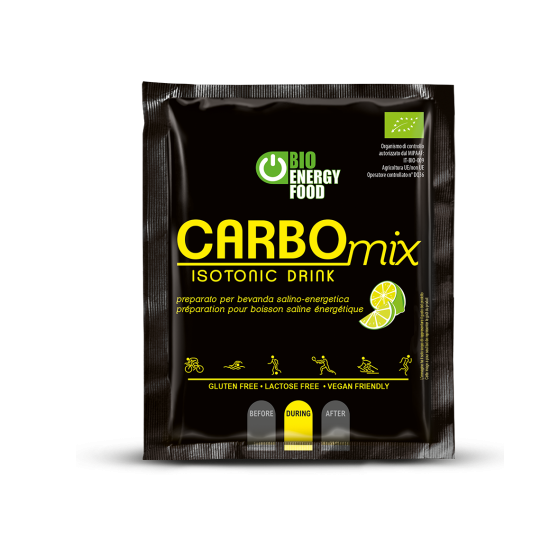 BIO
ENERGY
FOOD
Organismo di controllo
autorizzato dal MIPAAF:
IT-BIO-009
Agricoltura UE/non UE
Operatore controllato n° DC36
CARBOmix
ISOTONIC DRINK
preparato per bevanda salino-energetica
préparation pour boisson saline énergétique
GLUTEN FREE • LACTOSE FREE • VEGAN FRIENDLY
BEFORE
DURING
AFTER